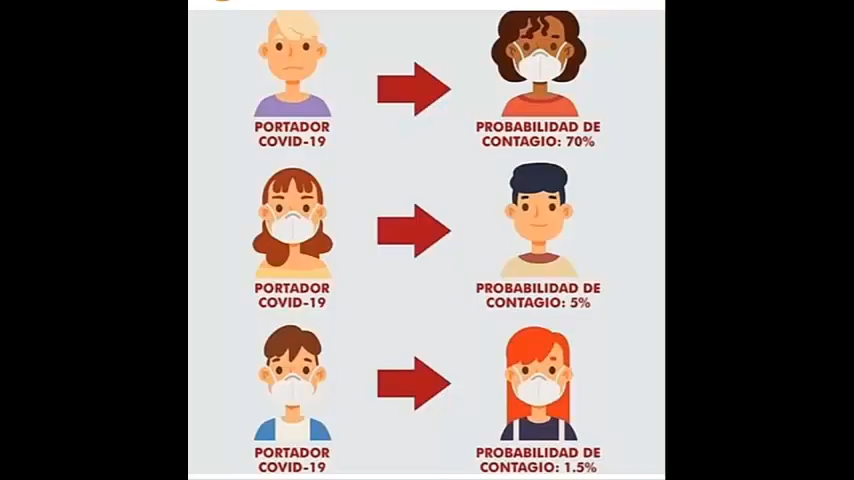 PORTADOR
COVID-19
PROBABILIDAD DE
CONTAGIO: 70%
PORTADOR
COVID-19
PROBABILIDAD DE
CONTAGIO: 5%
PORTADOR
COVID-19
PROBABILIDAD DE
CONTAGIO: 1.5%